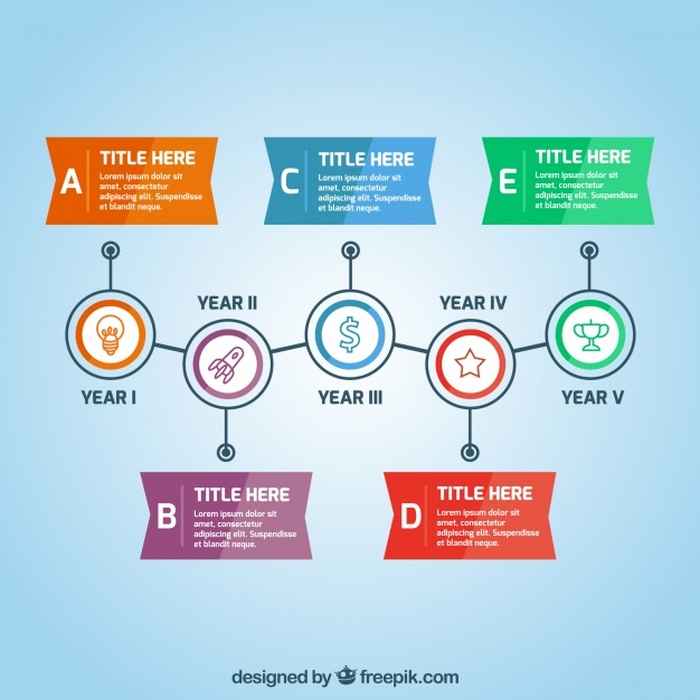 A
TITLE HERE
Lorem ipsum dolor sit
amet, consectetur
adipiscing elit. Suspendisse
et blandit neque.
C
TITLE HERE
Lorem ipsum dolor sit
amet, consectetur
adipiscing elit. Suspendisse
et blandit neque.
E
TITLE HERE
Lorem ipsum dolor sit
amet, consectetur
adipiscing elit. Suspendisse
et blandit neque.
YEAR II
YEAR IV
$
YEAR I
YEAR III
YEAR V
B
TITLE HERE
Lorem ipsum dolor sit
amet, consectetur
adipiscing elit. Suspendisse
et blandit neque.
D
TITLE HERE
Lorem ipsum dolor sit
amet, consectetur
adipiscing elit. Suspendisse
et blandit neque.
designed by freepik.com